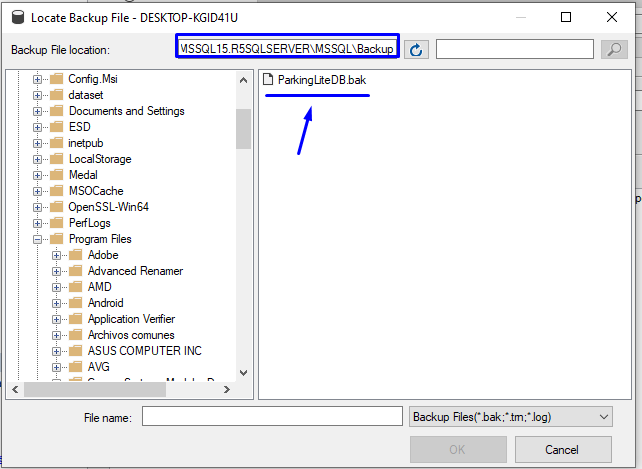 Locate Backup File - DESKTOP-KGID41U
Backup File location:
MSSQL15.R5SQLSERVER\MSSQL\Backup
Config.Msi
dataset
Documents and Settings
ESD
inetpub
LocalStorage
Medal
MSOCache
OpenSSL-Win64
PerfLogs
Program Files
Adobe
Advanced Renamer
AMD
Android
Application Verifier
Archivos comunes
ASUS COMPUTER INC
AVG
ParkingLiteDB.bak
File name:
Backup Files(*.bak;*.trn;*.log)
OK
Cancel